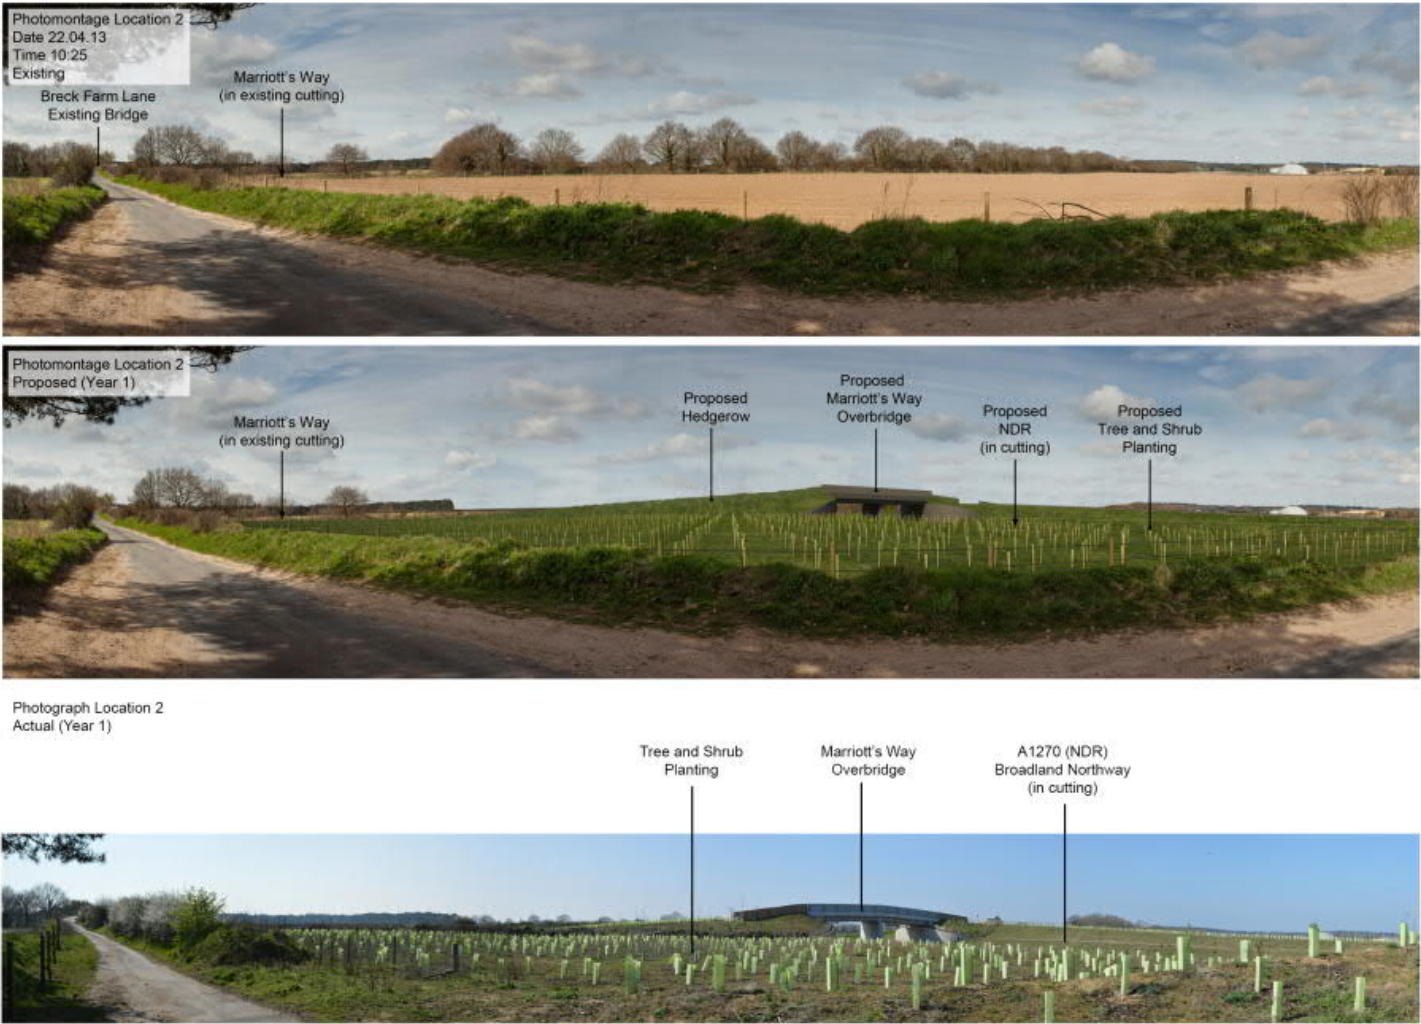 Photomontage Location 2
Date 22.04.13
Time 10:25
Existing
Breck Farm Lane
Existing Bridge
Marriott's Way
(in existing cutting)
Photomontage Location 2
Proposed (Year 1)
Marriott's Way
(in existing cutting)
Proposed
Hedgerow
Proposed
Marriott's Way
Overbridge
Proposed
NDR
(in cutting)
Proposed
Tree and Shrub
Planting
Photograph Location 2
Actual (Year 1)
Tree and Shrub
Planting
Marriott's Way
Overbridge
A1270 (NDR)
Broadland Northway
(in cutting)